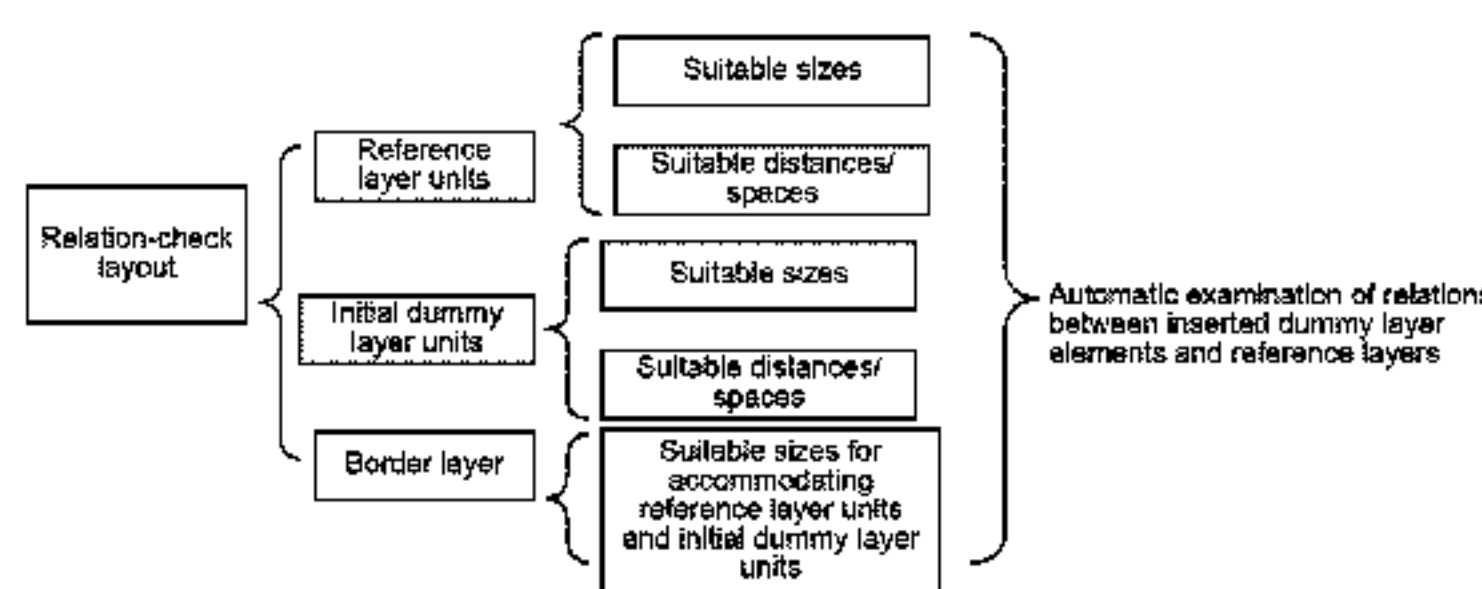 Relation-check
layout
Reference
layer units
Suitable sizes
Suitable distances/
spaces
Initial dummy
layer units
Suitable sizes
Suitable distances/
spaces
Border layer
Suitable sizes for
accommodating
reference layer units
and initial dummy layer
units
Automatic examination of relations
between inserted dummy layer
elements and reference layers